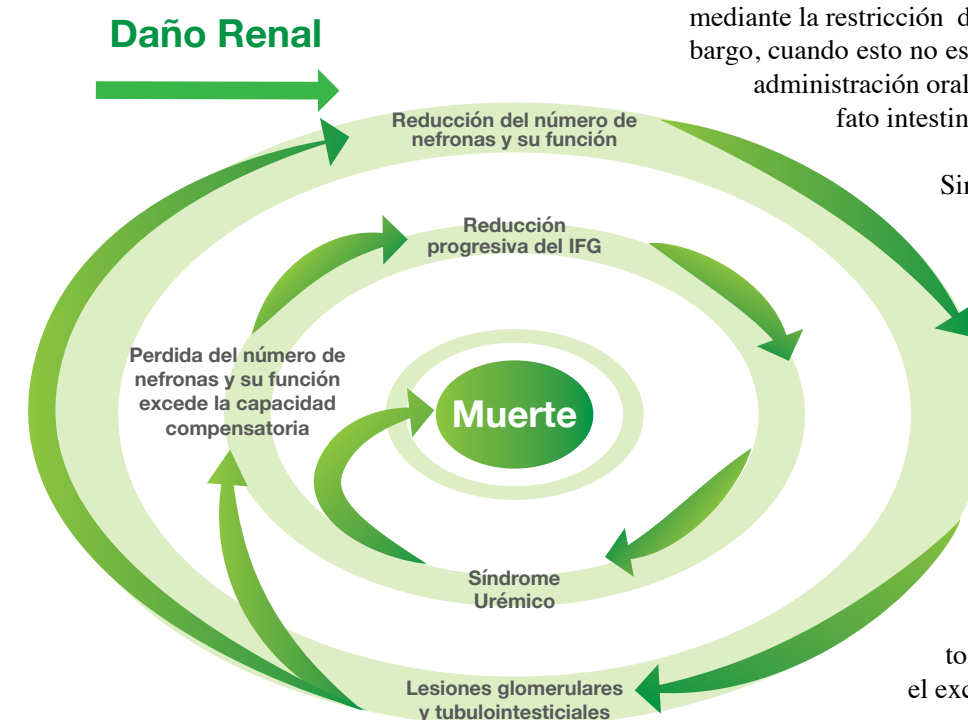 Daño Renal
mediante la restricción
bargo, cuando esto no es
administración oral
fato intestin
Sin
Reducción del número de
nefronas y su función
Reducción
progresiva del IFG
Perdida del número de
nefronas y su función
excede la capacidad
compensatoria
Muerte
Síndrome
Urémico
Lesiones glomerulares
y tubulointesticiales
to
el exc